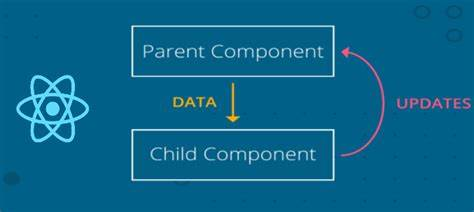 Parent Component
DATA
UPDATES
Child Component